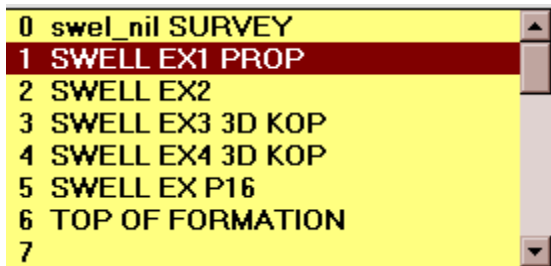 0 swel_nil SURVEY
1 SWELL EX1 PROP
2 SWELL EX2
3 SWELL EX3 3D KOP
4 SWELL EX4 3D KOP
5 SWELL EX P16
6 TOP OF FORMATION
7